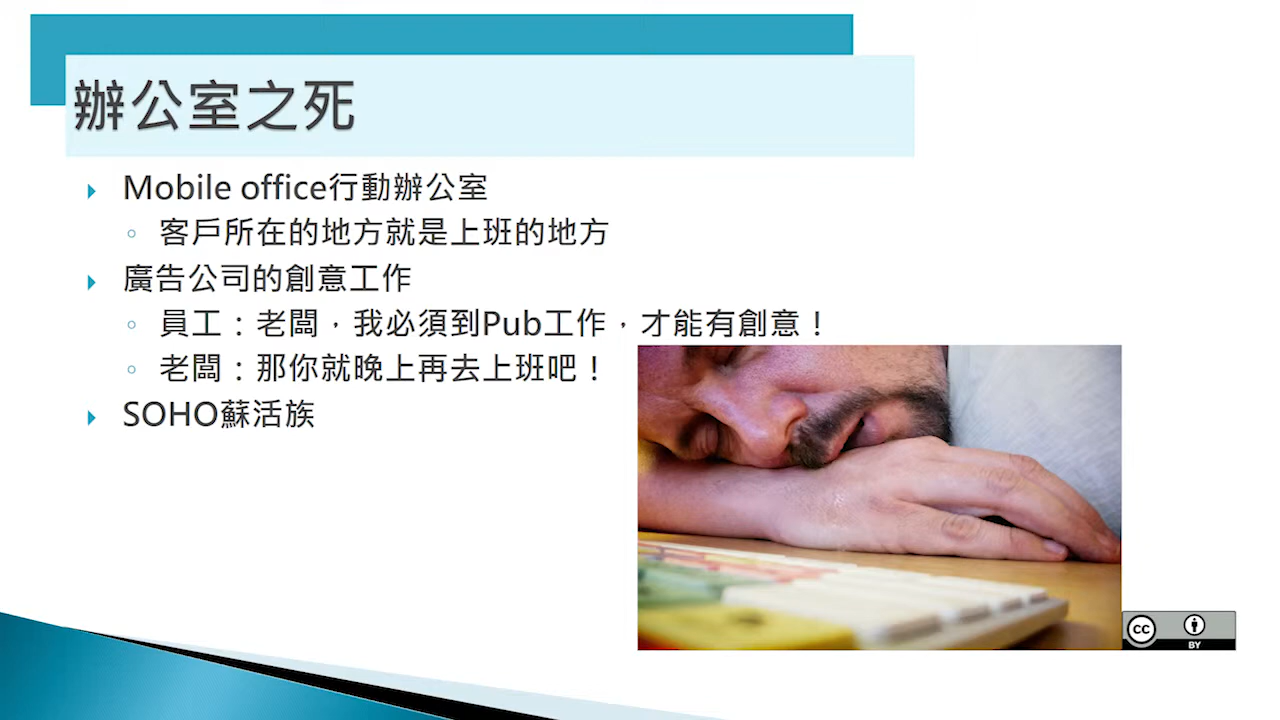 辦公室之死
Mobile office行動辦公室
客戶所在的地方就是上班的地方
廣告公司的創意工作
員工：老闆，我必須到Pub工作，才能有創意！
老闆：那你就晚上再去上班吧！
SOHO蘇活族
CC
BY